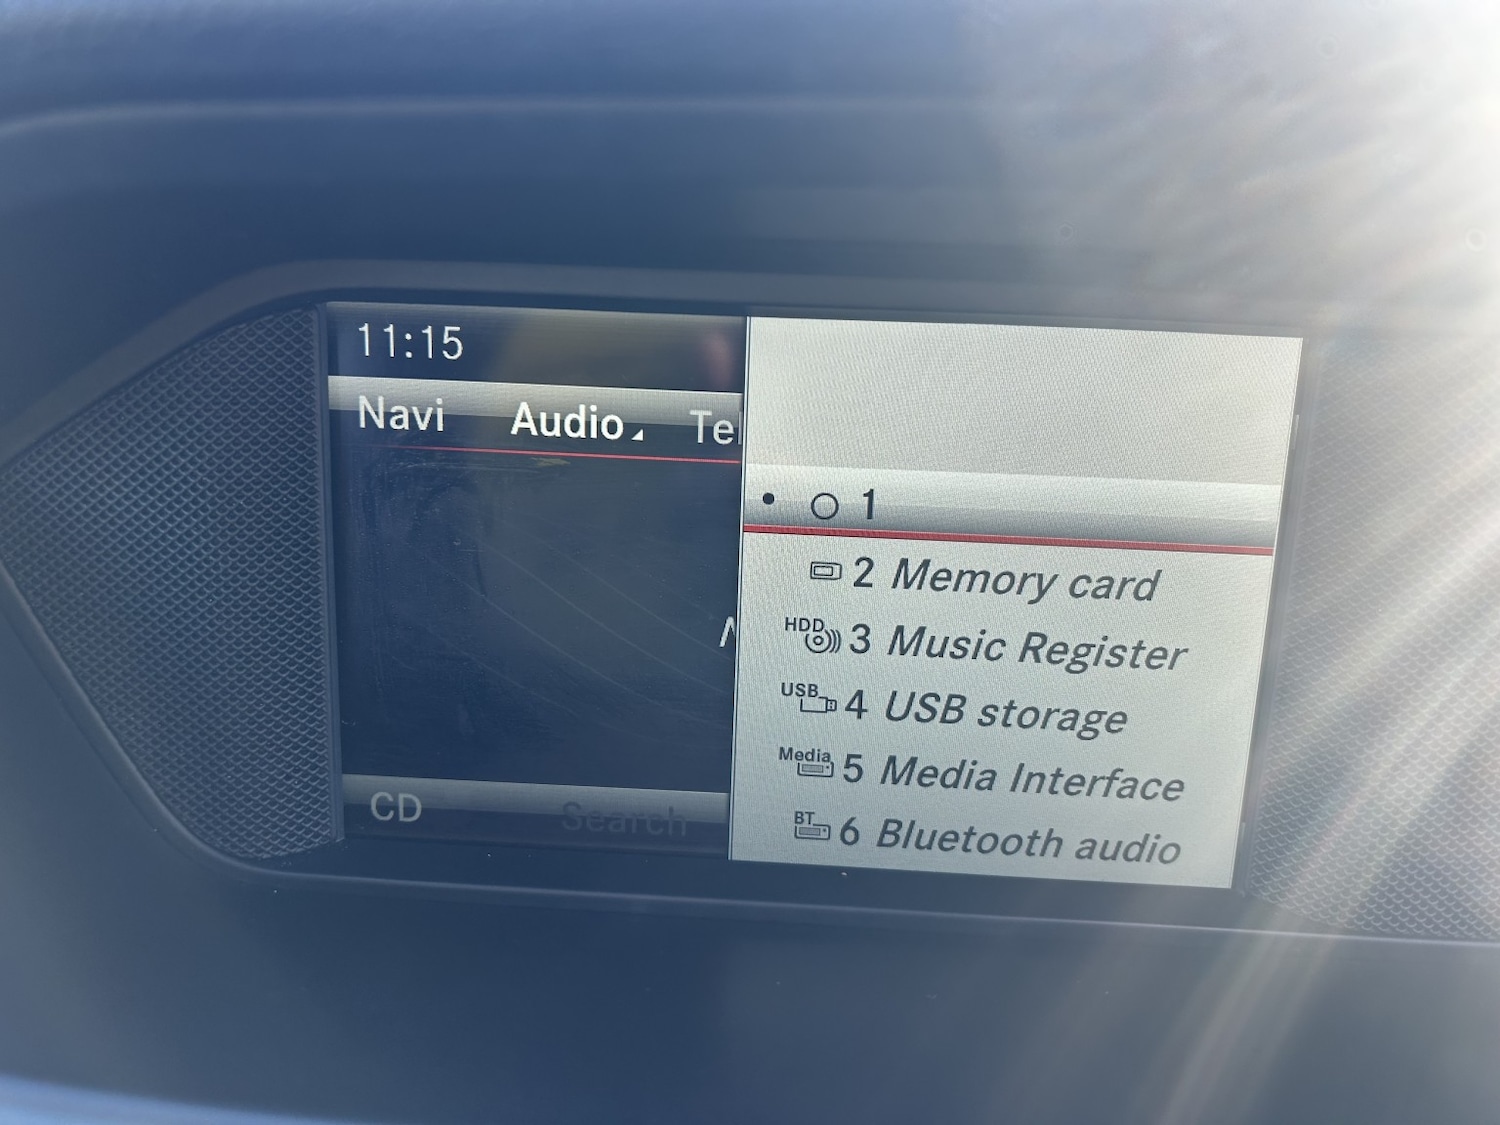 11:15
Navi Audio Tel
1
2 Memory card
HDD 3 Music Register
USB 4 USB storage
Media 5 Media Interface
BT 6 Bluetooth audio
CD Search